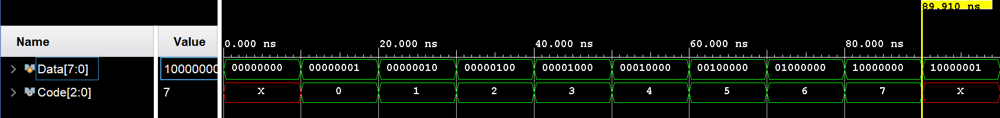 89.910 ns
Name Value
0.000 ns 20.000 ns 40.000 ns 60.000 ns 80.000 ns
Data[7:0] 10000000 00000000 00000001 00000010 00000100 00001000 00010000 00100000 01000000 10000000 10000001
Code[2:0] 7 X 0 1 2 3 4 5 6 7 X